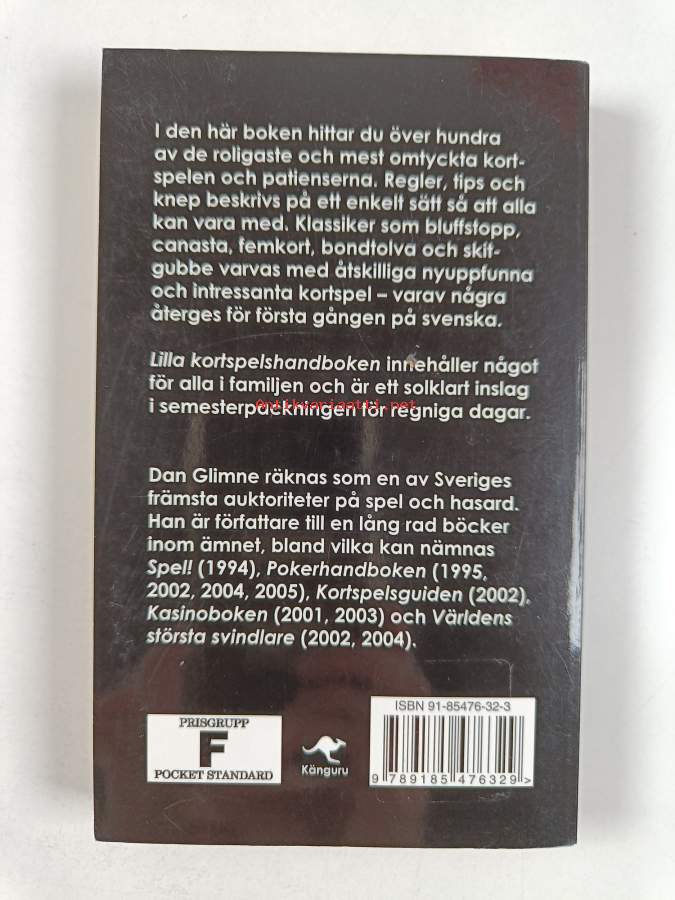 I den här boken hittar du över hundra
av de roligaste och mest omtyckta kort-
spelen och patienserna. Regler, tips och
knep beskrivs på ett enkelt sätt så att alla
kan vara med. Klassiker som bluffstopp,
canasta, femkort, bondtolva och skit-
gubbe varvas med åtskilliga nyuppfunna
och intressanta kortspel – varav några
återges för första gången på svenska.
Lilla kortspelshandboken innehåller något
för alla i familjen och är ett solklart inslag
i semesterpackningen för regniga dagar.
Antikvariaatti.net
Dan Glimne räknas som en av Sveriges
främsta auktoriteter på spel och hasard.
Han är författare till en lång rad böcker
inom ämnet, bland vilka kan nämnas
Spel! (1994), Pokerhandboken (1995,
2002, 2004, 2005), Kortspelsguiden (2002),
Kasinoboken (2001, 2003) och Världens
största svindlare (2002, 2004).
PRISGRUPP
F
POCKET STANDARD
Känguru
ISBN 91-85476-32-3
9 789185 476329 >